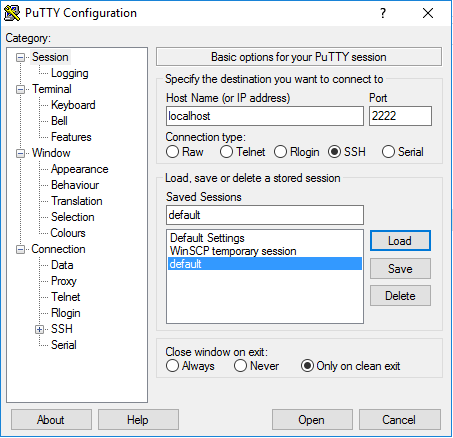 PuTTY Configuration
?
Category:
Session
Logging
Terminal
Keyboard
Bell
Features
Window
Appearance
Behaviour
Translation
Selection
Colours
Connection
Data
Proxy
Telnet
Rlogin
SSH
Serial
Basic options for your PuTTY session
Specify the destination you want to connect to
Host Name (or IP address) Port
localhost 2222
Connection type:
Raw Telnet Rlogin SSH Serial
Load, save or delete a stored session
Saved Sessions
default
Default Settings
WinSCP temporary session
default
Load
Save
Delete
Close window on exit:
Always Never Only on clean exit
About Help Open Cancel